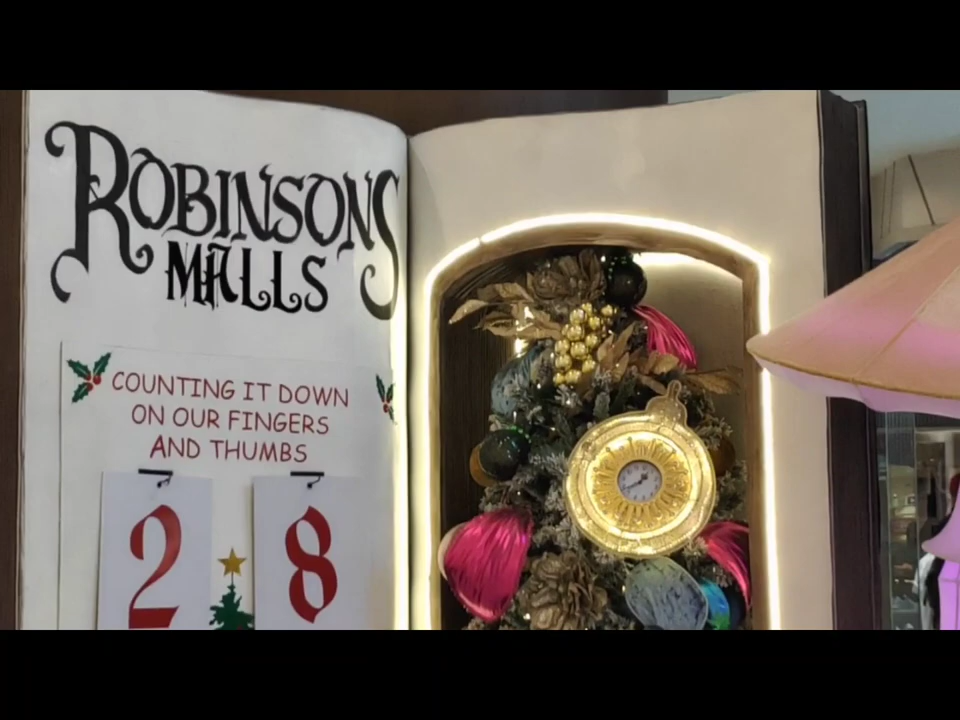 ROBINSONS
MALLS
COUNTING IT DOWN
ON OUR FINGERS
AND THUMBS
2 8